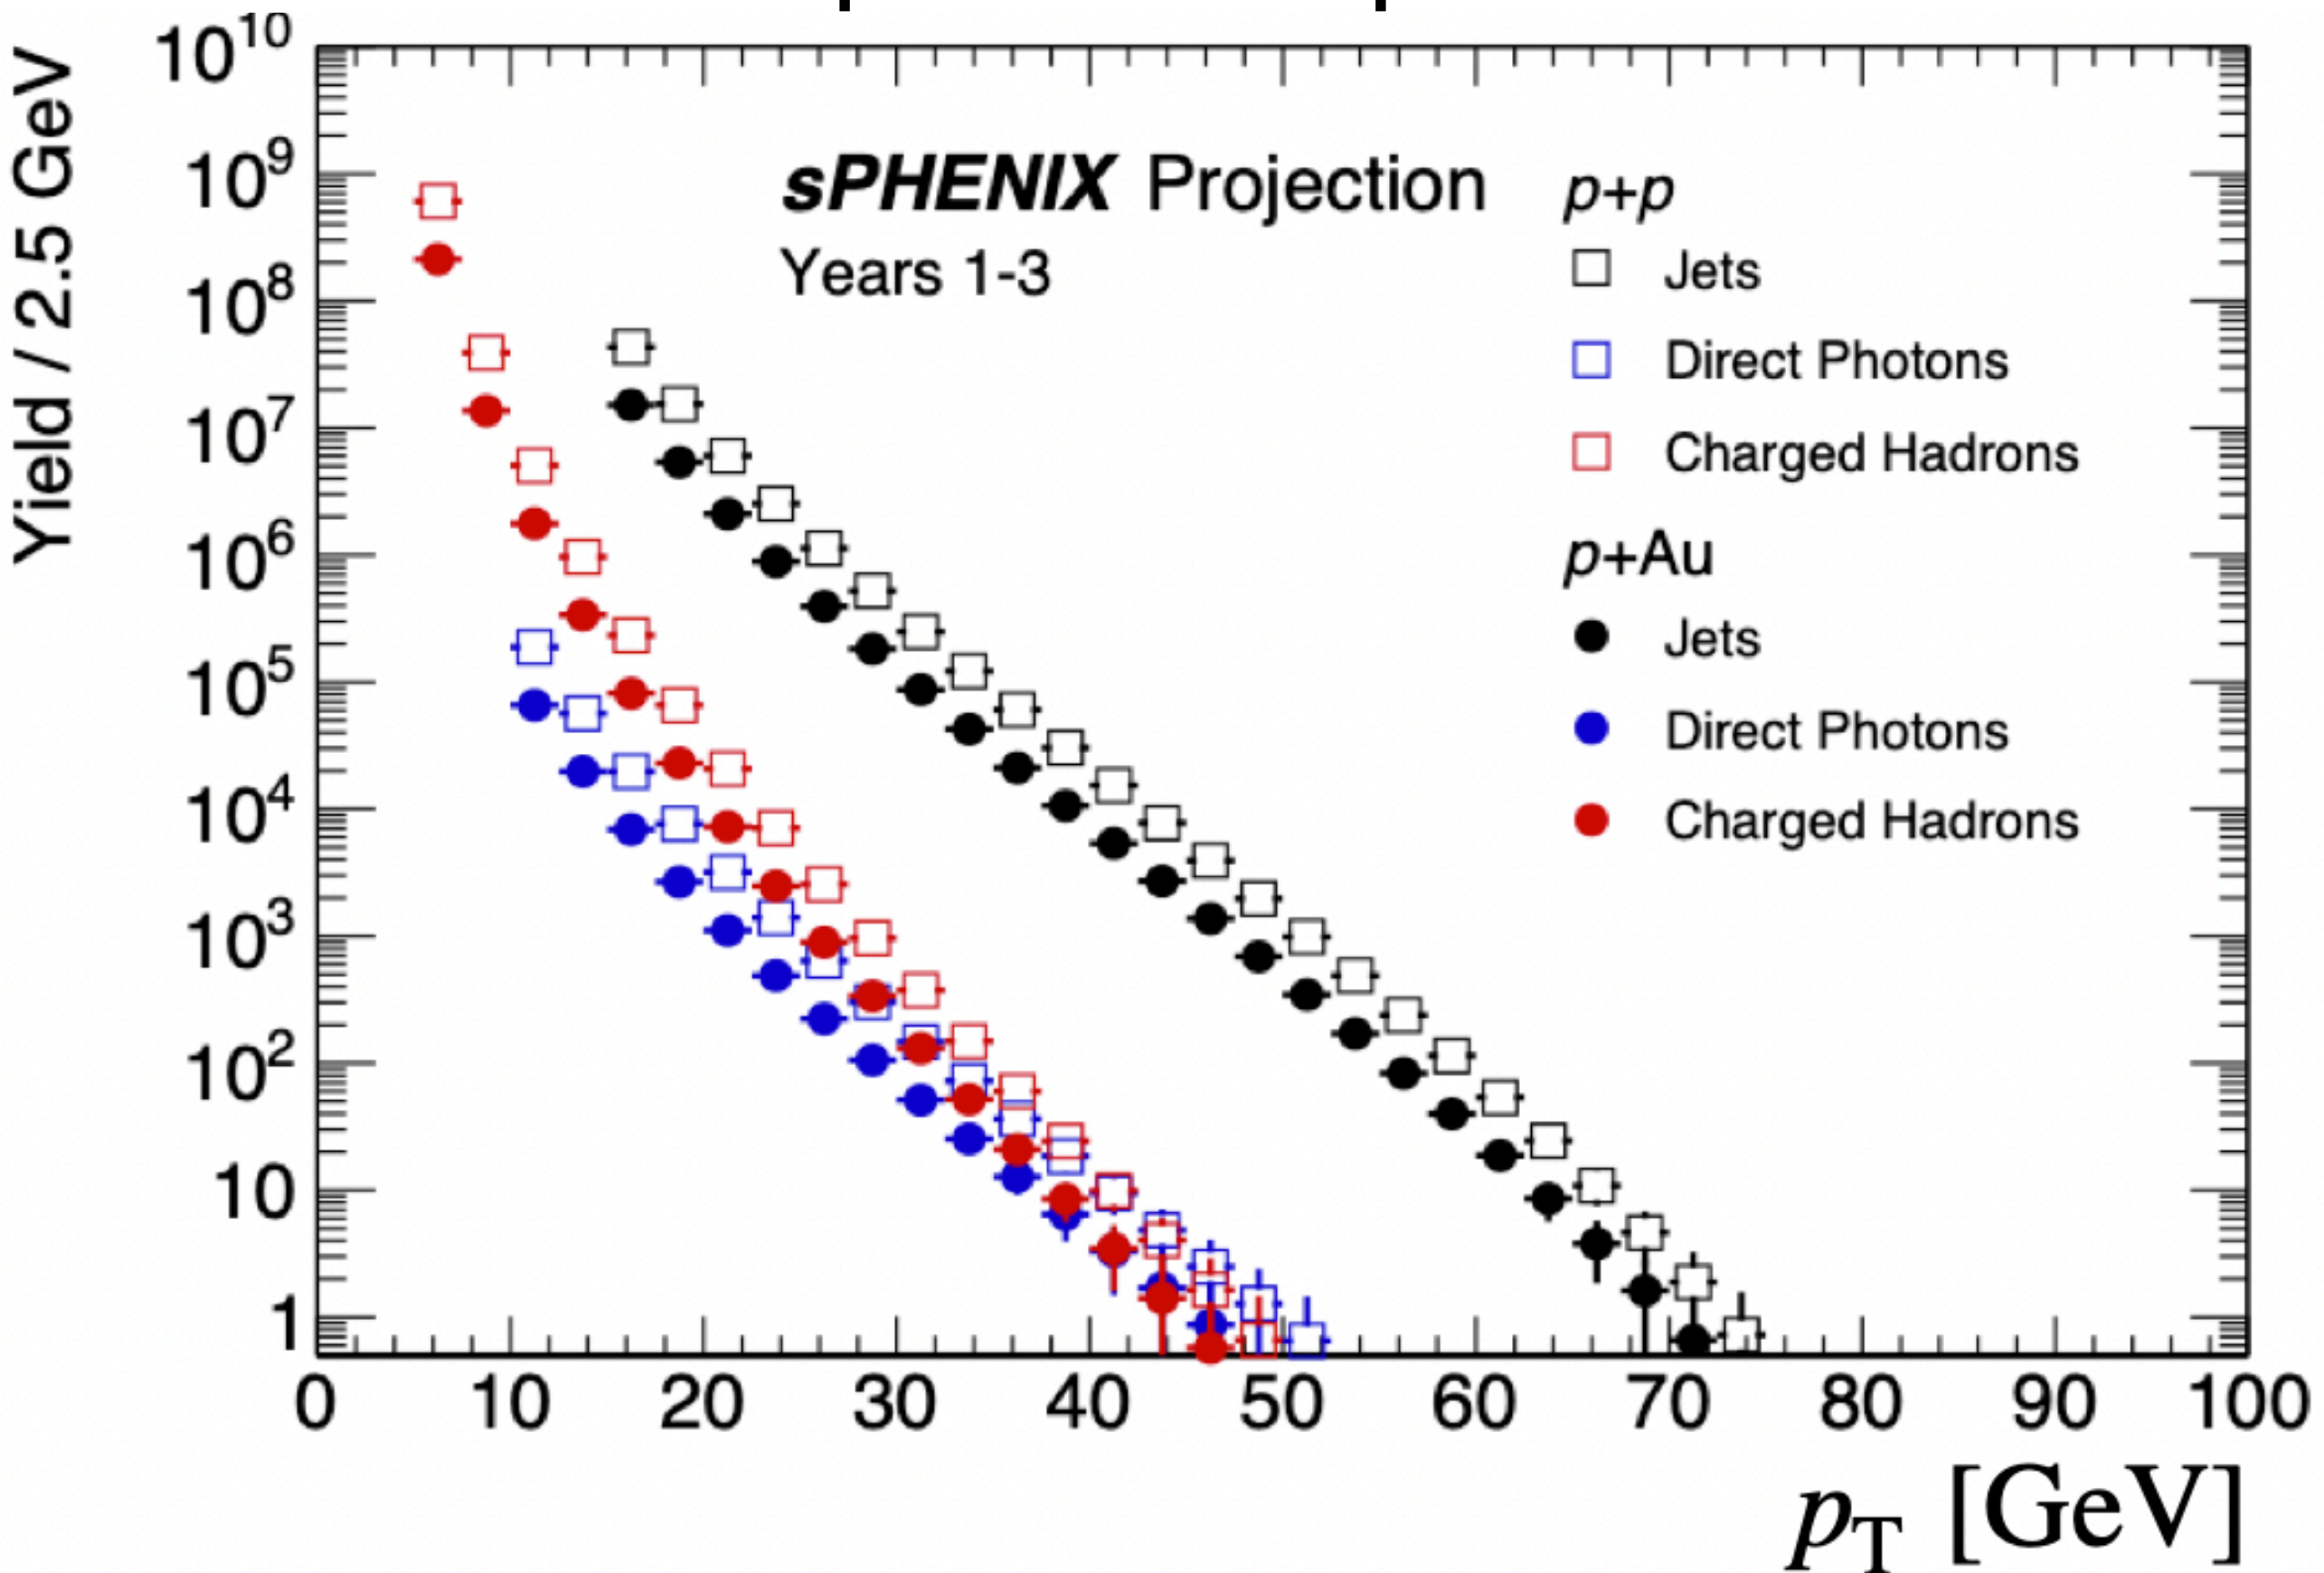 Yield / 2.5 GeV
10^10
10^9
10^8
10^7
10^6
10^5
10^4
10^3
10^2
10
1
sPHENIX Projection
Years 1-3
p+p
Jets
Direct Photons
Charged Hadrons
p+Au
Jets
Direct Photons
Charged Hadrons
0 10 20 30 40 50 60 70 80 90 100
p_T [GeV]